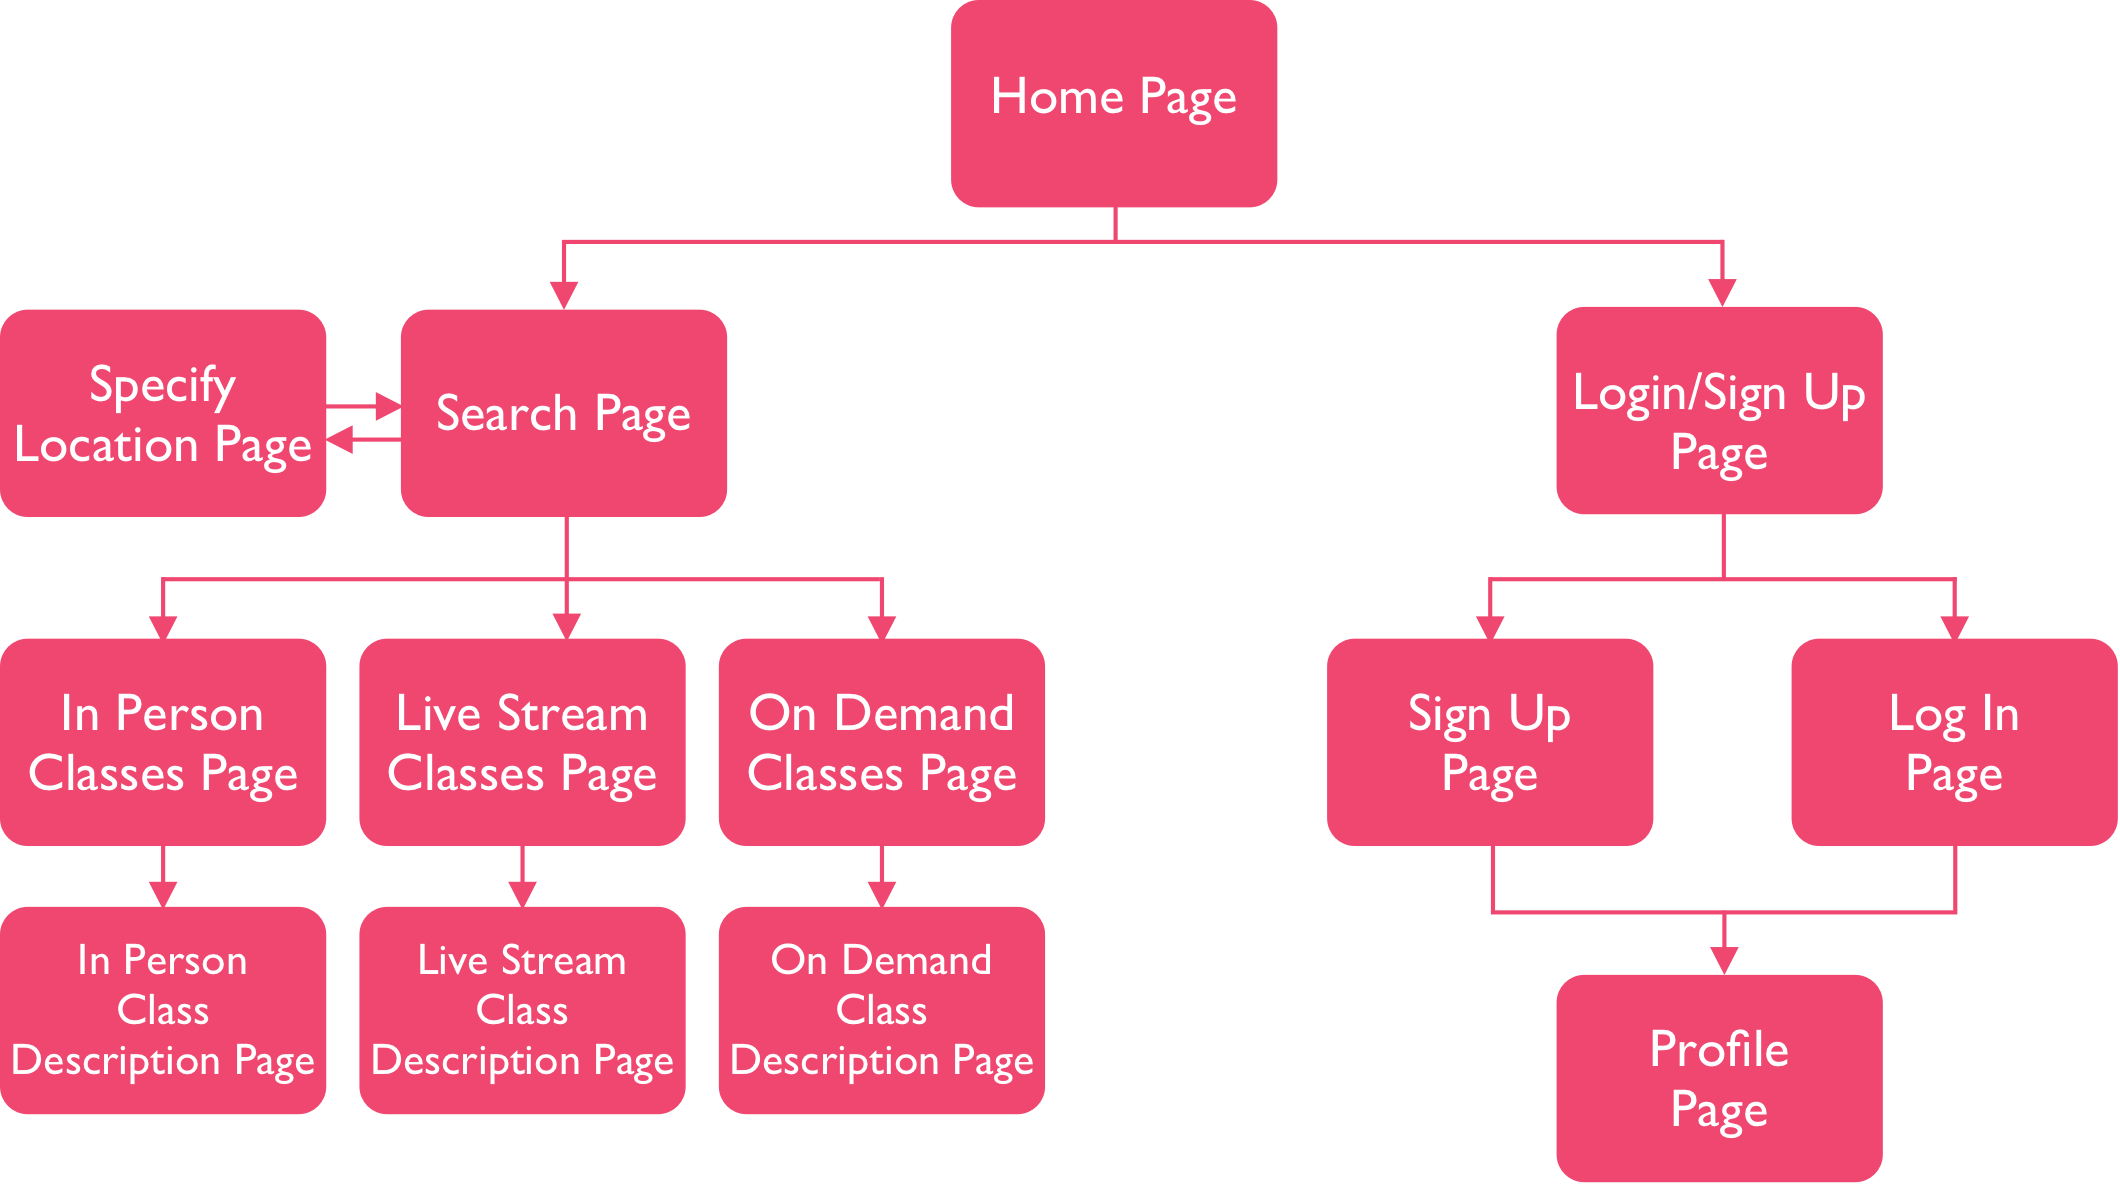 Home Page
Specify
Location Page
Search Page
Login/Sign Up
Page
In Person
Classes Page
Live Stream
Classes Page
On Demand
Classes Page
Sign Up
Page
Log In
Page
In Person
Class
Description Page
Live Stream
Class
Description Page
On Demand
Class
Description Page
Profile
Page